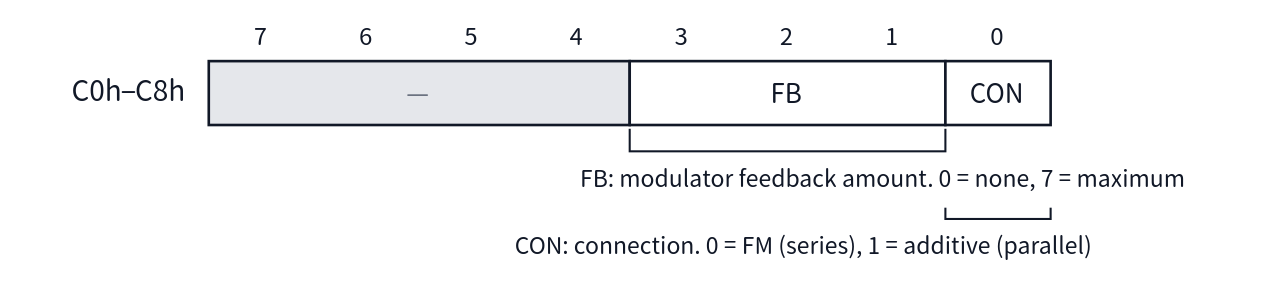 7 6 5 4 3 2 1 0
C0h–C8h — FB CON
FB: modulator feedback amount. 0 = none, 7 = maximum
CON: connection. 0 = FM (series), 1 = additive (parallel)